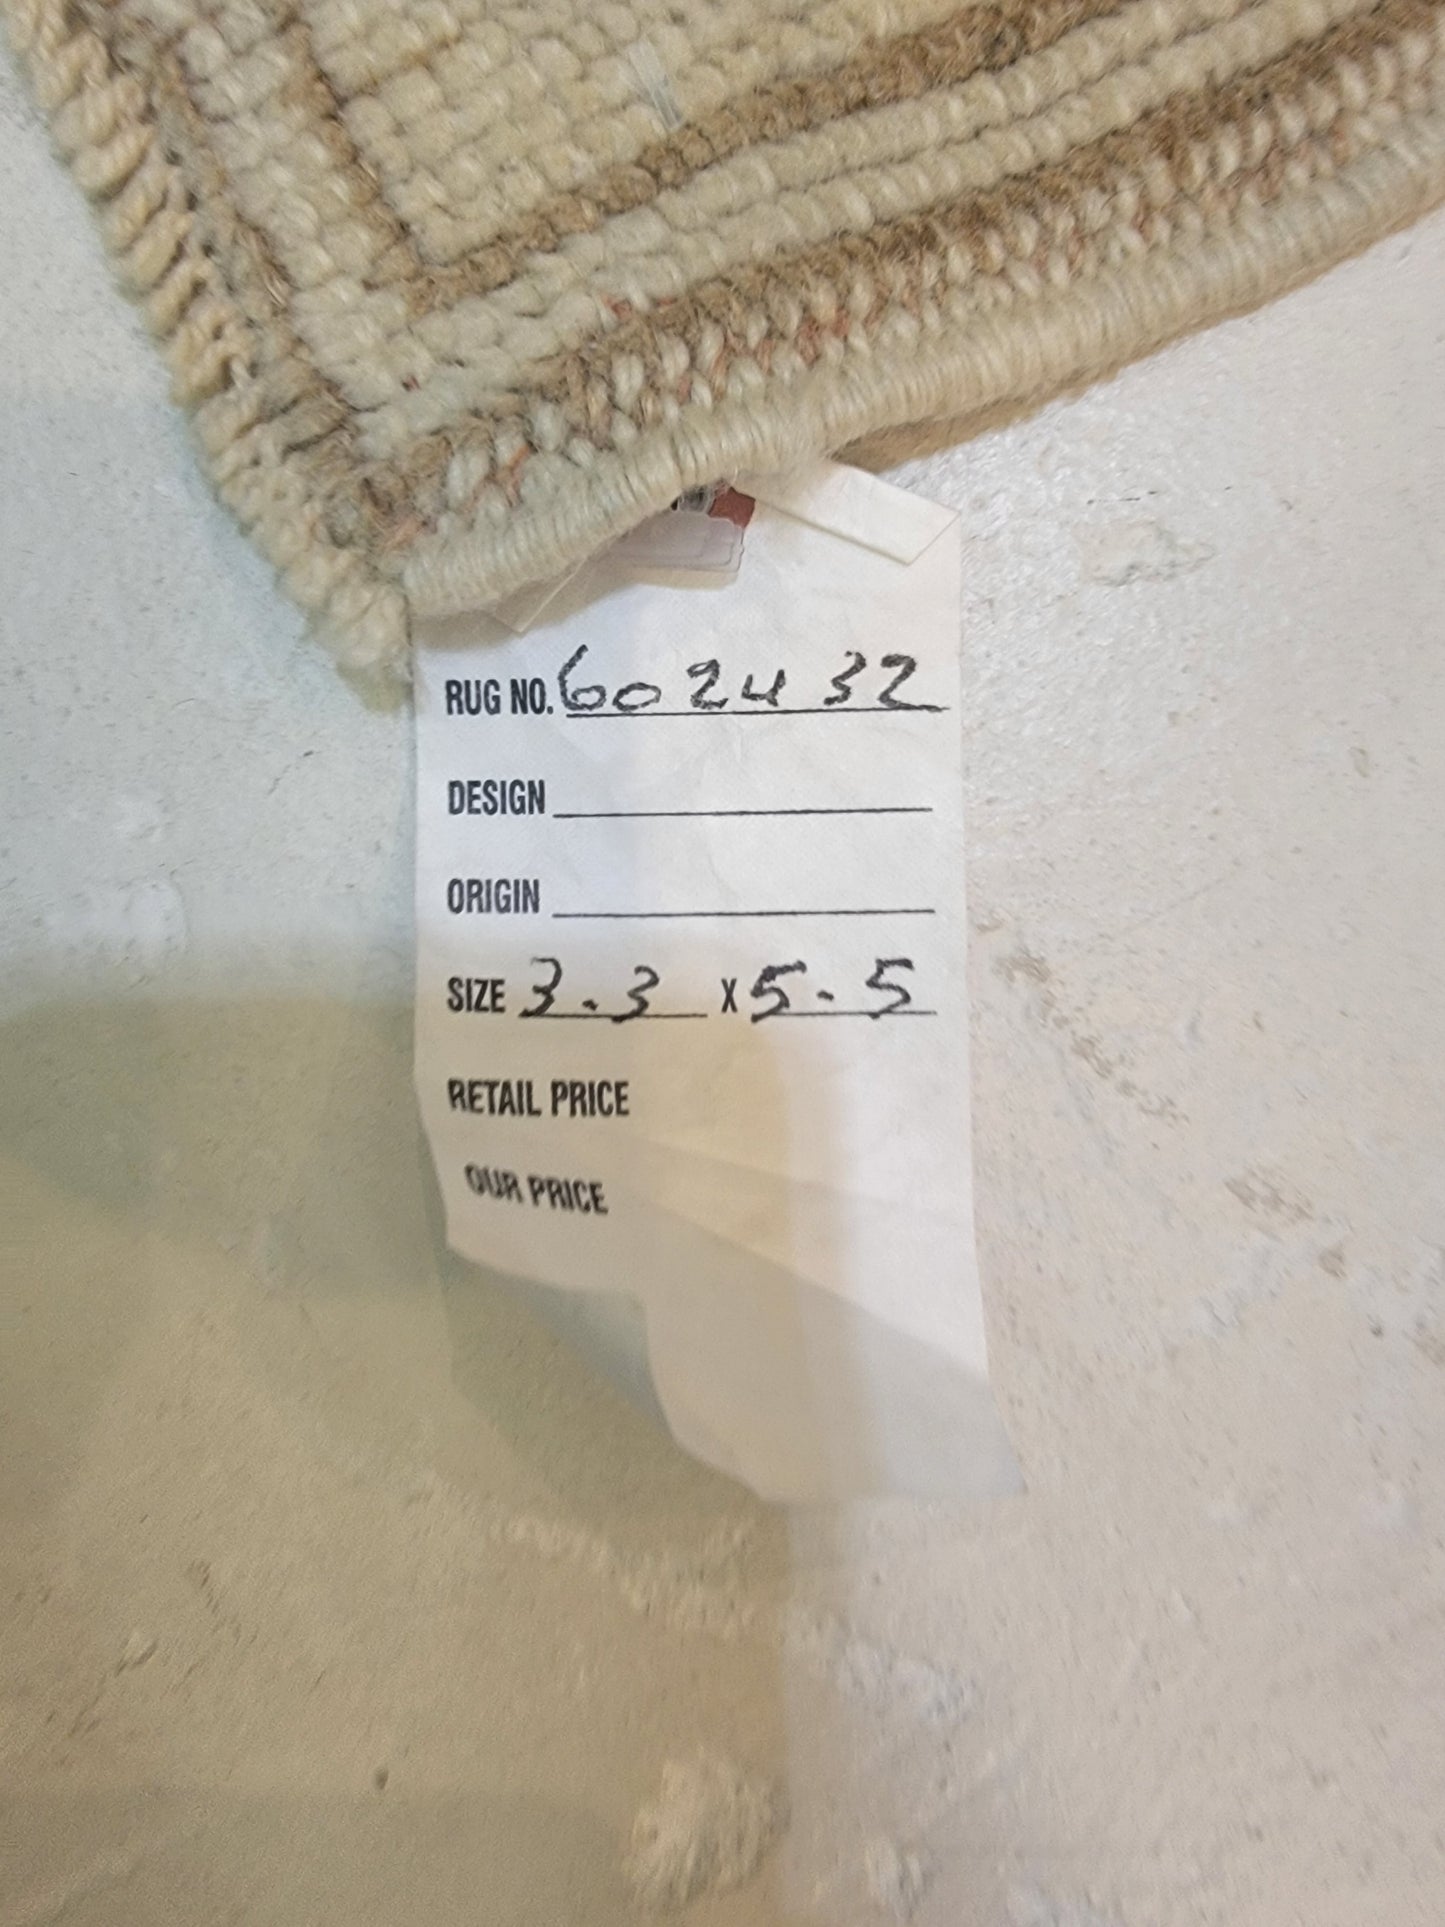 RUG NO. 602432
DESIGN
ORIGIN
SIZE 3.3 X 5.5
RETAIL PRICE
OUR PRICE